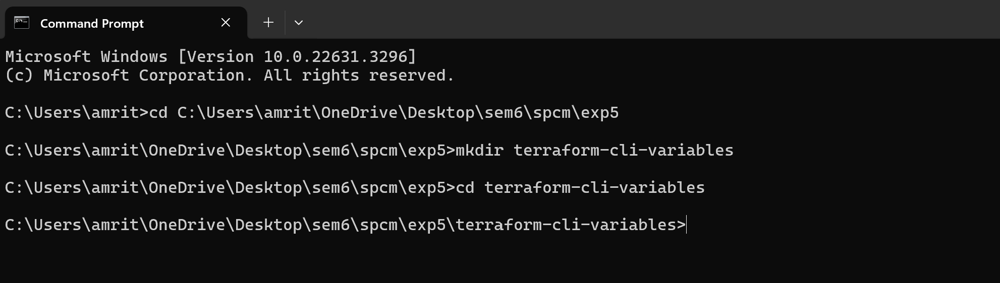 Command Prompt
Microsoft Windows [Version 10.0.22631.3296]
(c) Microsoft Corporation. All rights reserved.
C:\Users\amrit>cd C:\Users\amrit\OneDrive\Desktop\sem6\spcm\exp5
C:\Users\amrit\OneDrive\Desktop\sem6\spcm\exp5>mkdir terraform-cli-variables
C:\Users\amrit\OneDrive\Desktop\sem6\spcm\exp5>cd terraform-cli-variables
C:\Users\amrit\OneDrive\Desktop\sem6\spcm\exp5\terraform-cli-variables>